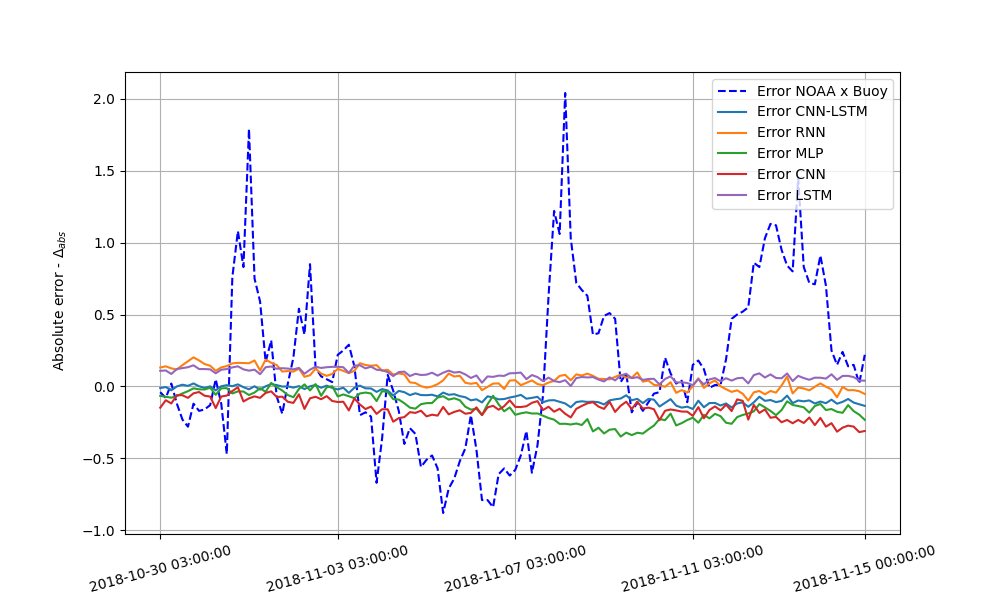 2.0
1.5
1.0
0.5
0.0
−0.5
−1.0
Absolute error - Δabs
Error NOAA x Buoy
Error CNN-LSTM
Error RNN
Error MLP
Error CNN
Error LSTM
2018-10-30 03:00:00
2018-11-03 03:00:00
2018-11-07 03:00:00
2018-11-11 03:00:00
2018-11-15 00:00:00